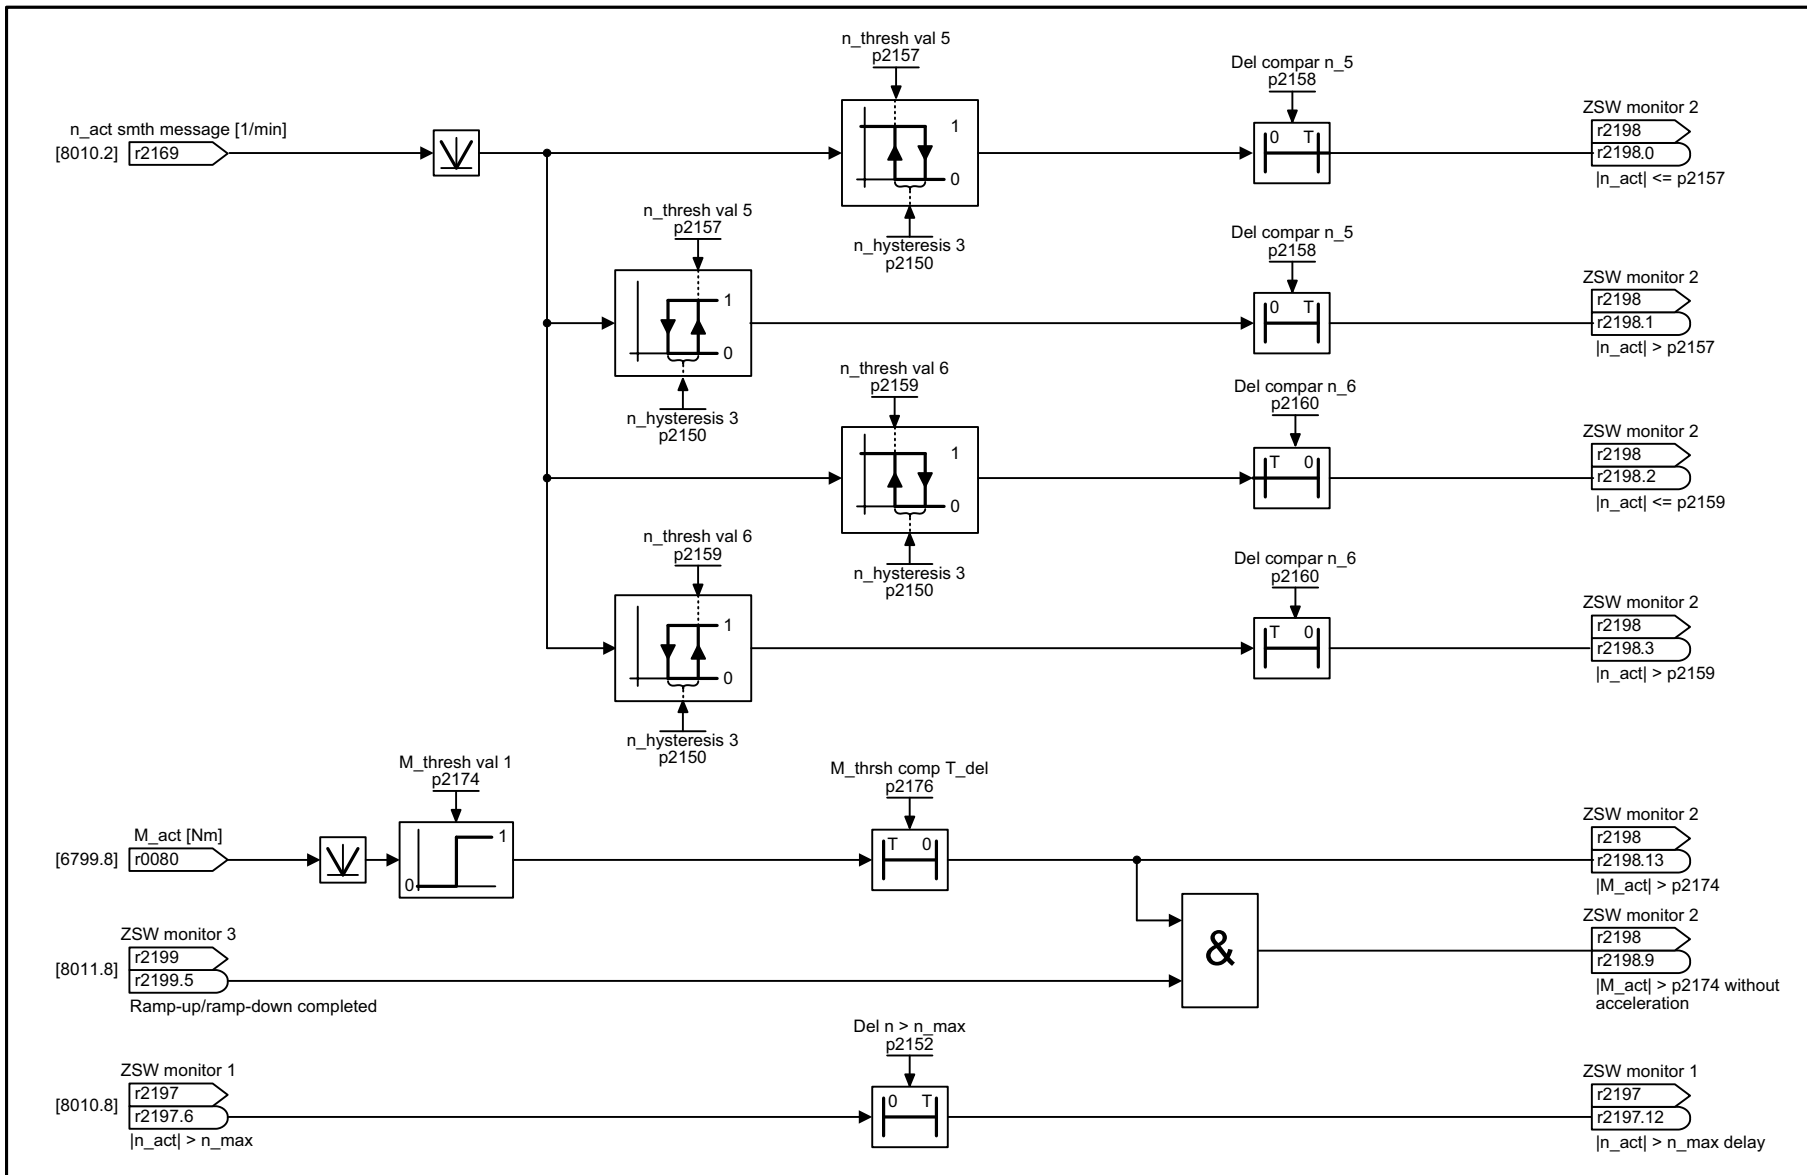 n_thresh val 5
p2157
Del compar n_5
p2158
n_act smth message [1/min]
[8010.2] r2169
1
0
0 T
ZSW monitor 2
r2198
r2198.0
|n_act| <= p2157
n_hysteresis 3
p2150
n_thresh val 5
p2157
Del compar n_5
p2158
1
0
0 T
ZSW monitor 2
r2198
r2198.1
|n_act| > p2157
n_hysteresis 3
p2150
n_thresh val 6
p2159
Del compar n_6
p2160
1
0
T 0
ZSW monitor 2
r2198
r2198.2
|n_act| <= p2159
n_hysteresis 3
p2150
n_thresh val 6
p2159
Del compar n_6
p2160
1
0
T 0
ZSW monitor 2
r2198
r2198.3
|n_act| > p2159
n_hysteresis 3
p2150
M_thresh val 1
p2174
M_thrsh comp T_del
p2176
M_act [Nm]
[6799.8] r0080
1
0
T 0
ZSW monitor 2
r2198
r2198.13
|M_act| > p2174
ZSW monitor 3
r2199
[8011.8]
r2199.5
Ramp-up/ramp-down completed
&
ZSW monitor 2
r2198
r2198.9
|M_act| > p2174 without
acceleration
Del n > n_max
p2152
ZSW monitor 1
r2197
[8010.8]
r2197.6
|n_act| > n_max
0 T
ZSW monitor 1
r2197
r2197.12
|n_act| > n_max delay